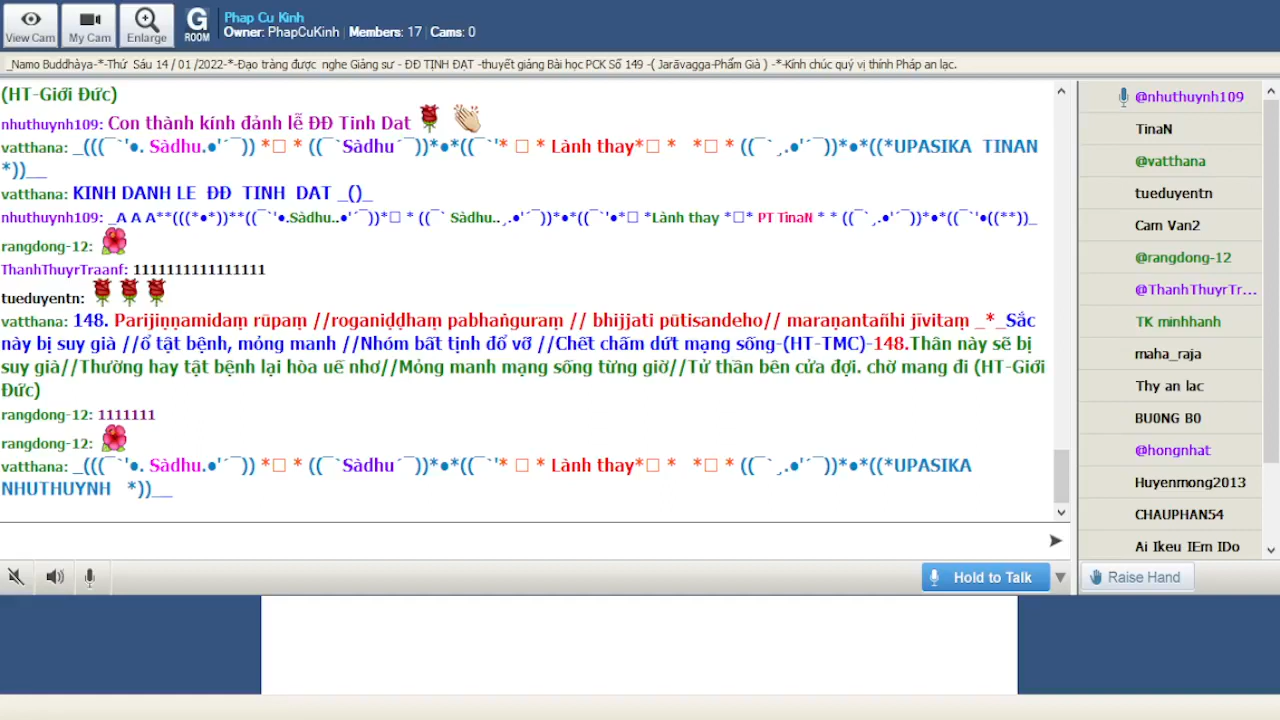 View Cam
My Cam
Enlarge
G
ROOM
Phap Cu Kinh
Owner: PhapCuKinh | Members: 17 | Cams: 0
_Namo Buddhàya-*-Thứ Sáu 14 / 01 /2022-*-Đạo tràng được nghe Giảng sư - ĐĐ TỊNH ĐẠT -thuyết giảng Bài học PCK Số 149 -( Jarāvagga-Phẩm Già ) -*-Kính chúc quý vị thính Pháp an lạc.
(HT-Giới Đức)
nhuthuynh109: Con thành kính đảnh lễ ĐĐ Tinh Dat
vatthana: _(((¯`'●. Sàdhu.●'´¯)) *□ * ((¯`Sàdhu´¯))*●*((¯`'* □ * Lành thay*□ * *□ * ((¯`¸.●'´¯))*●*((*UPASIKA TINAN
*))__
vatthana: KINH DANH LE ĐĐ TINH DAT _()_
nhuthuynh109: _A A A**(((*●*))**((¯`'●.Sàdhu..●'´¯))*□ * ((¯` Sàdhu..¸.●'´¯))*●*((¯`'●*□ *Lành thay *□* PT TinaN * * ((¯`¸.●'´¯))*●*((¯`'●((**))_
rangdong-12:
ThanhThuyrTraanf: 1111111111111111
tueduyentn:
vatthana: 148. Parijiṇṇamidaṃ rūpaṃ //roganiḍḍhaṃ pabhaṅguraṃ // bhijjati pūtisandeho// maraṇantañhi jīvitaṃ _*_Sắc
này bị suy già //ổ tật bệnh, mỏng manh //Nhóm bất tịnh đổ vỡ //Chết chấm dứt mạng sống-(HT-TMC)-148.Thân này sẽ bị
suy già//Thường hay tật bệnh lại hòa uế nhơ//Mỏng manh mạng sống từng giờ//Tử thần bên cửa đợi. chờ mang đi (HT-Giới
Đức)
rangdong-12: 1111111
rangdong-12:
vatthana: _(((¯`'●. Sàdhu.●'´¯)) *□ * ((¯`Sàdhu´¯))*●*((¯`'* □ * Lành thay*□ * *□ * ((¯`¸.●'´¯))*●*((*UPASIKA
NHUTHUYNH *))__
Hold to Talk
@nhuthuynh109
TinaN
@vatthana
tueduyentn
Cam Van2
@rangdong-12
@ThanhThuyrTr...
TK minhhanh
maha_raja
Thy an lac
BU0NG B0
@hongnhat
Huyenmong2013
CHAUPHAN54
Ai Ikeu IEm IDo
Raise Hand